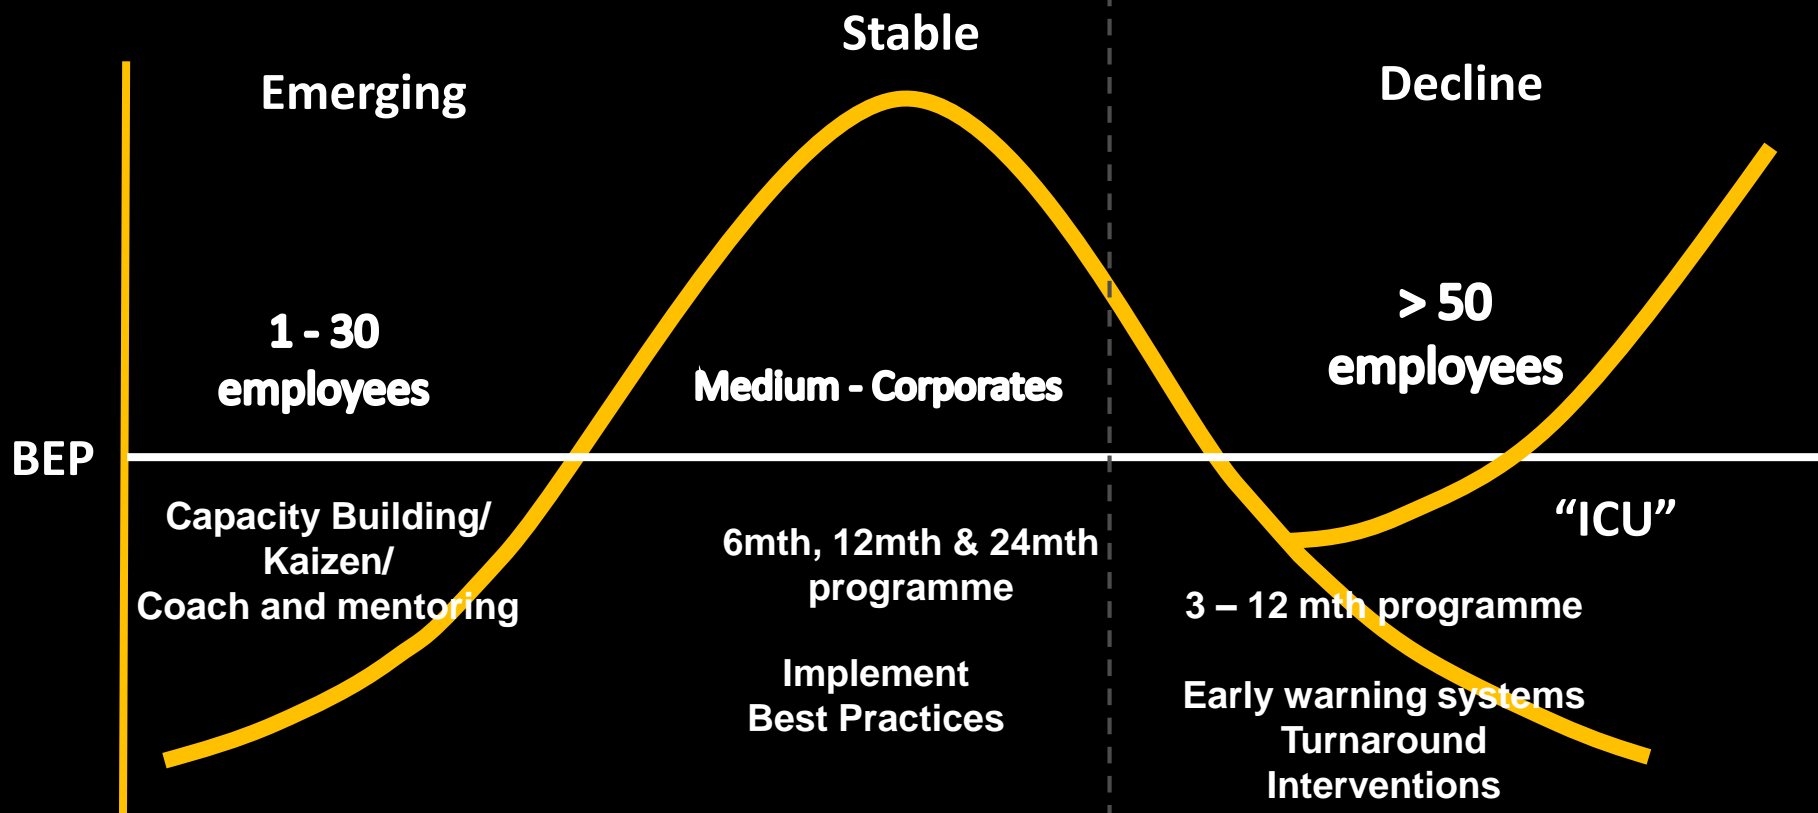 Stable
Emerging
Decline
1 - 30
employees
Medium - Corporates
> 50
employees
BEP
Capacity Building/
Kaizen/
Coach and mentoring
6mth, 12mth & 24mth
programme
Implement
Best Practices
“ICU”
3 – 12 mth programme
Early warning systems
Turnaround
Interventions